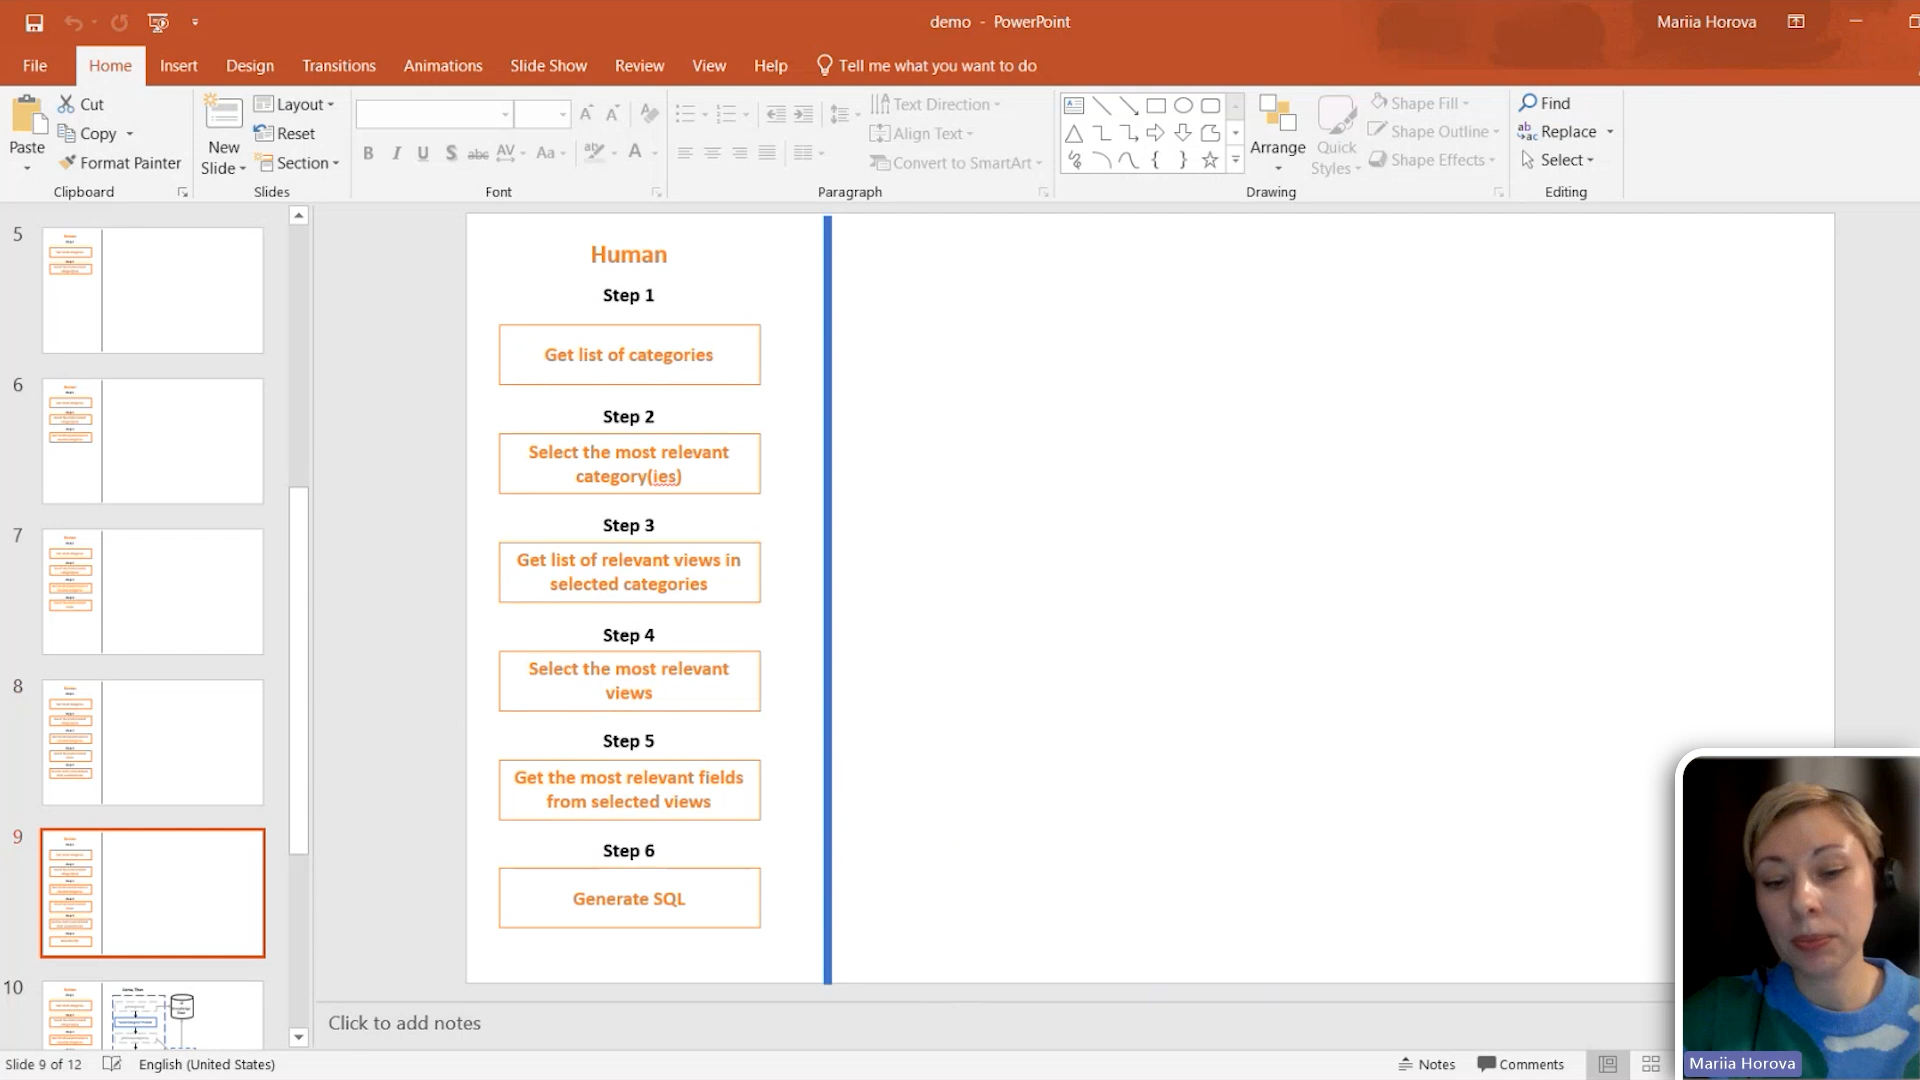 demo - PowerPoint
Mariia Horova
File
Home
Insert
Design
Transitions
Animations
Slide Show
Review
View
Help
Tell me what you want to do
Paste
Cut
Copy
Format Painter
Clipboard
New
Slide
Layout
Reset
Section
Slides
Font
Text Direction
Align Text
Convert to SmartArt
Paragraph
Arrange
Quick
Styles
Shape Fill
Shape Outline
Shape Effects
Drawing
Find
Replace
Select
Editing
5
6
7
8
9
10
Human
Step 1
Get list of categories
Step 2
Select the most relevant
category(ies)
Step 3
Get list of relevant views in
selected categories
Step 4
Select the most relevant
views
Step 5
Get the most relevant fields
from selected views
Step 6
Generate SQL
Click to add notes
Slide 9 of 12
English (United States)
Notes
Comments
Mariia Horova